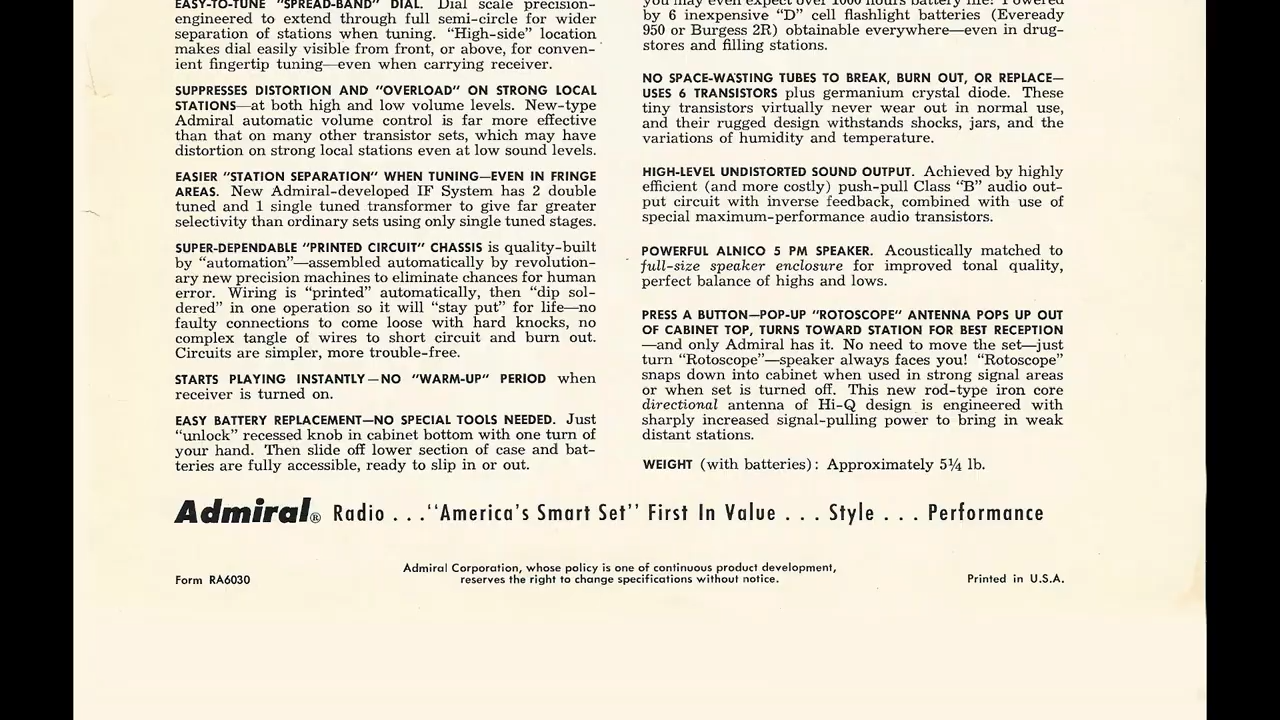 EASY-TO-TUNE "SPREAD-BAND" DIAL. Dial scale precision-
engineered to extend through full semi-circle for wider
separation of stations when tuning. “High-side” location
makes dial easily visible from front, or above, for conven-
ient fingertip tuning—even when carrying receiver.
SUPPRESSES DISTORTION AND "OVERLOAD" ON STRONG LOCAL
STATIONS—at both high and low volume levels. New-type
Admiral automatic volume control is far more effective
than that on many other transistor sets, which may have
distortion on strong local stations even at low sound levels.
EASIER "STATION SEPARATION" WHEN TUNING—EVEN IN FRINGE
AREAS. New Admiral-developed IF System has 2 double
tuned and 1 single tuned transformer to give far greater
selectivity than ordinary sets using only single tuned stages.
SUPER-DEPENDABLE "PRINTED CIRCUIT" CHASSIS is quality-built
by “automation”—assembled automatically by revolution-
ary new precision machines to eliminate chances for human
error. Wiring is “printed” automatically, then “dip sol-
dered” in one operation so it will “stay put” for life—no
faulty connections to come loose with hard knocks, no
complex tangle of wires to short circuit and burn out.
Circuits are simpler, more trouble-free.
STARTS PLAYING INSTANTLY—NO "WARM-UP" PERIOD when
receiver is turned on.
EASY BATTERY REPLACEMENT—NO SPECIAL TOOLS NEEDED. Just
“unlock” recessed knob in cabinet bottom with one turn of
your hand. Then slide off lower section of case and bat-
teries are fully accessible, ready to slip in or out.
you may even expect over 1000 hours battery life! Powered
by 6 inexpensive “D” cell flashlight batteries (Eveready
950 or Burgess 2R) obtainable everywhere—even in drug-
stores and filling stations.
NO SPACE-WASTING TUBES TO BREAK, BURN OUT, OR REPLACE—
USES 6 TRANSISTORS plus germanium crystal diode. These
tiny transistors virtually never wear out in normal use,
and their rugged design withstands shocks, jars, and the
variations of humidity and temperature.
HIGH-LEVEL UNDISTORTED SOUND OUTPUT. Achieved by highly
efficient (and more costly) push-pull Class “B” audio out-
put circuit with inverse feedback, combined with use of
special maximum-performance audio transistors.
POWERFUL ALNICO 5 PM SPEAKER. Acoustically matched to
full-size speaker enclosure for improved tonal quality,
perfect balance of highs and lows.
PRESS A BUTTON—POP-UP "ROTOSCOPE" ANTENNA POPS UP OUT
OF CABINET TOP, TURNS TOWARD STATION FOR BEST RECEPTION
—and only Admiral has it. No need to move the set—just
turn “Rotoscope”—speaker always faces you! “Rotoscope”
snaps down into cabinet when used in strong signal areas
or when set is turned off. This new rod-type iron core
directional antenna of Hi-Q design is engineered with
sharply increased signal-pulling power to bring in weak
distant stations.
WEIGHT (with batteries): Approximately 5¼ lb.
Admiral® Radio . . . "America's Smart Set" First In Value . . . Style . . . Performance
Admiral Corporation, whose policy is one of continuous product development,
reserves the right to change specifications without notice.
Form RA6030
Printed in U.S.A.